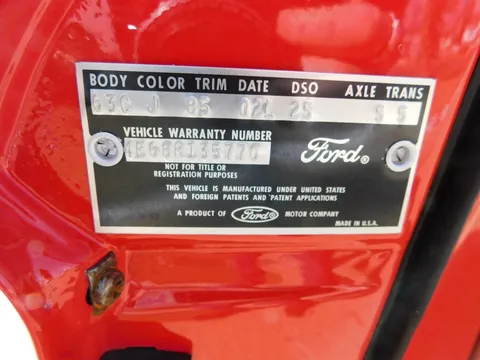 BODY COLOR TRIM DATE DSO AXLE TRANS
63C J 85 02L 25 S 5
VEHICLE WARRANTY NUMBER
4E68R135770
Ford®
NOT FOR TITLE OR
REGISTRATION PURPOSES
THIS VEHICLE IS MANUFACTURED UNDER UNITED STATES
AND FOREIGN PATENTS AND PATENT APPLICATIONS
A PRODUCT OF Ford MOTOR COMPANY
MADE IN U.S.A.